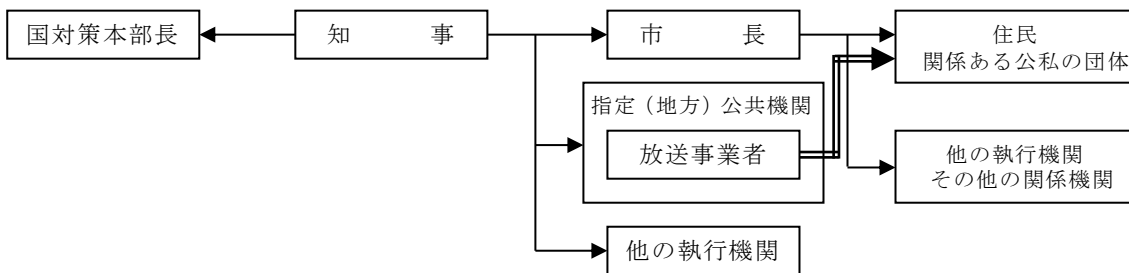 国対策本部長
知事
市長
住民
関係ある公私の団体
指定（地方）公共機関
放送事業者
他の執行機関
その他の関係機関
他の執行機関